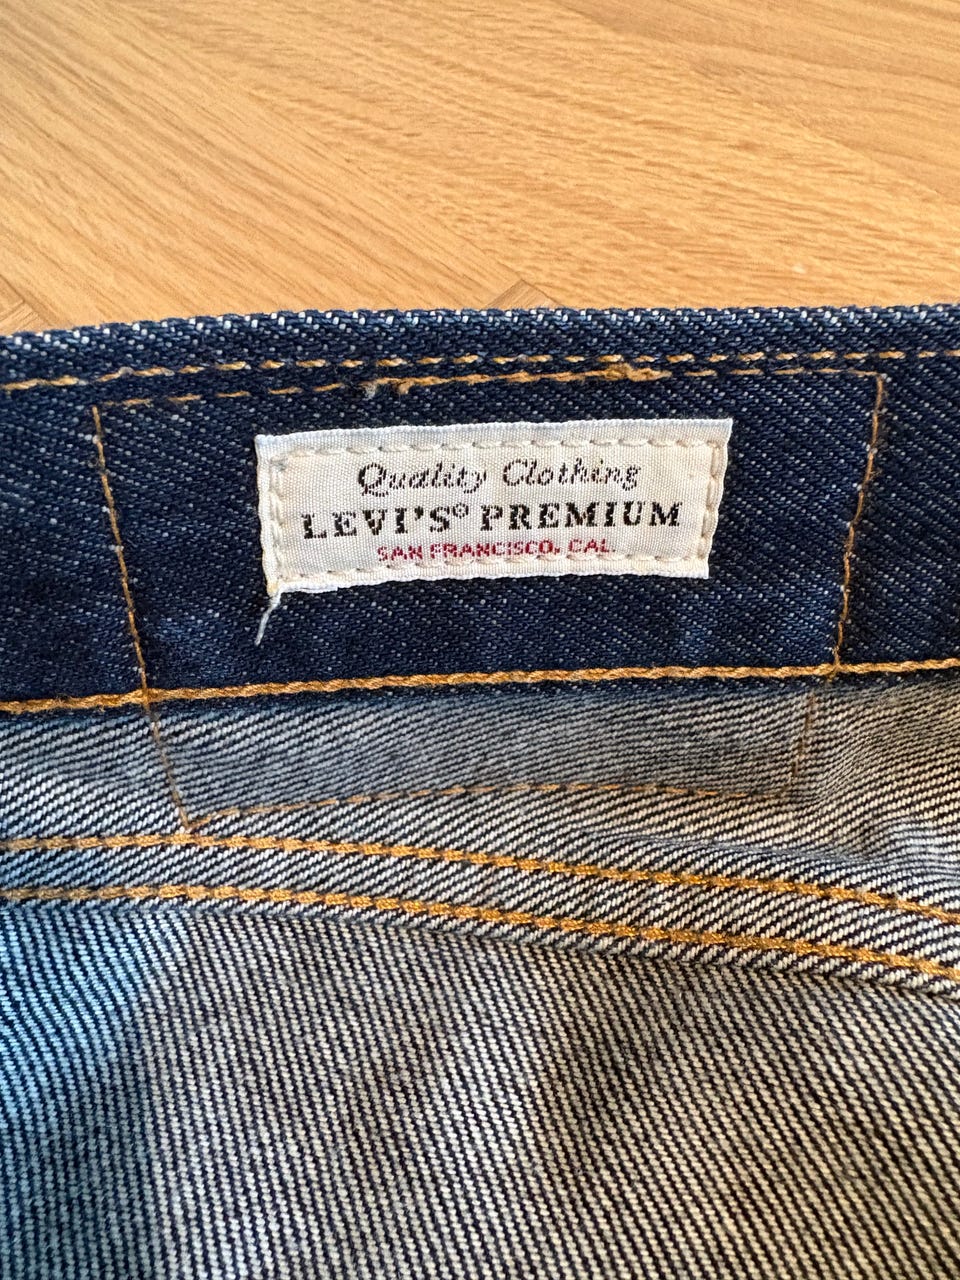 Quality Clothing
LEVI'S® PREMIUM
SAN FRANCISCO, CAL.